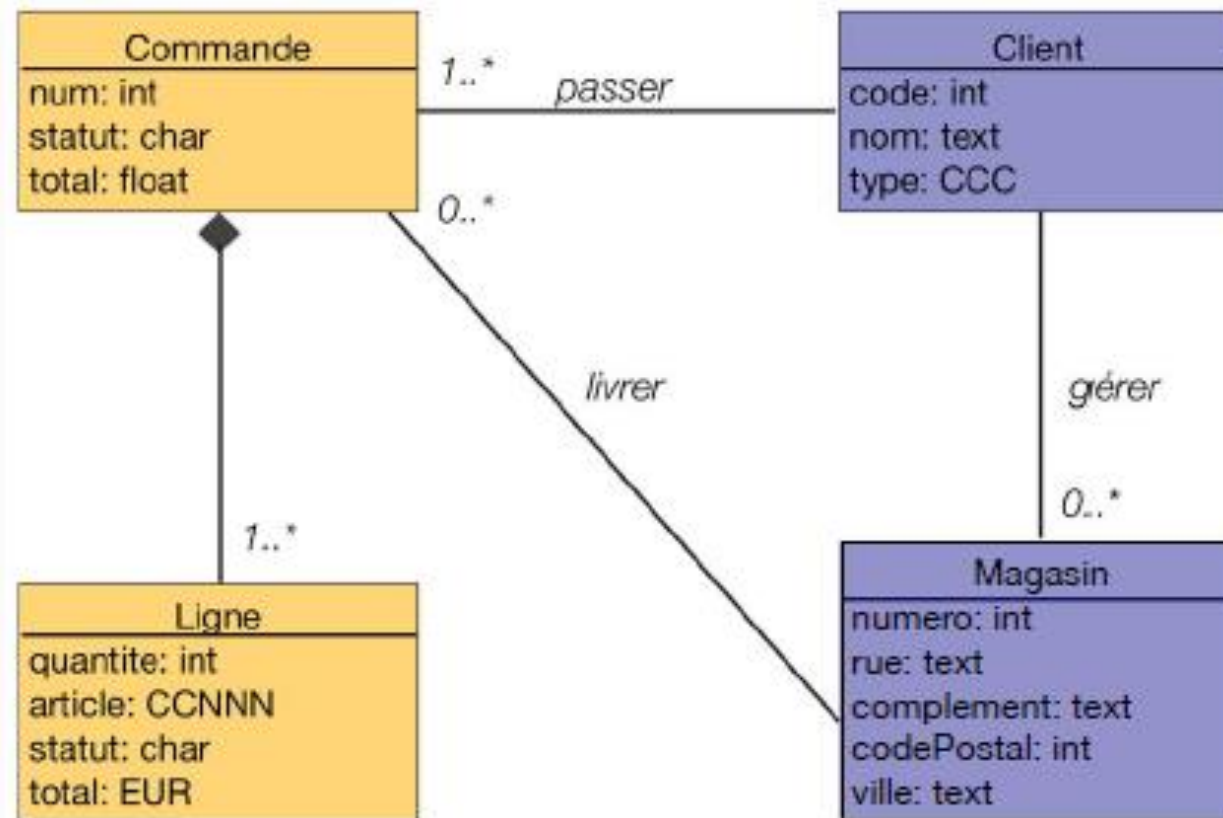 Commande
num: int
statut: char
total: float
1..*
passer
0..*
Client
code: int
nom: text
type: CCC
livrer
gérer
1..*
0..*
Ligne
quantite: int
article: CCNNN
statut: char
total: EUR
Magasin
numero: int
rue: text
complement: text
codePostal: int
ville: text